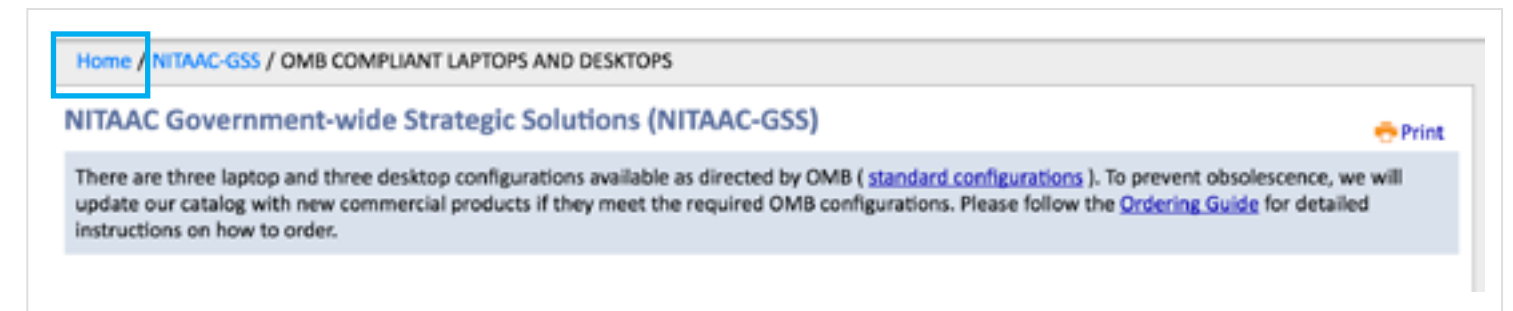 Home / NITAAC-GSS / OMB COMPLIANT LAPTOPS AND DESKTOPS
NITAAC Government-wide Strategic Solutions (NITAAC-GSS)
Print
There are three laptop and three desktop configurations available as directed by OMB ( standard configurations ). To prevent obsolescence, we will
update our catalog with new commercial products if they meet the required OMB configurations. Please follow the Ordering Guide for detailed
instructions on how to order.